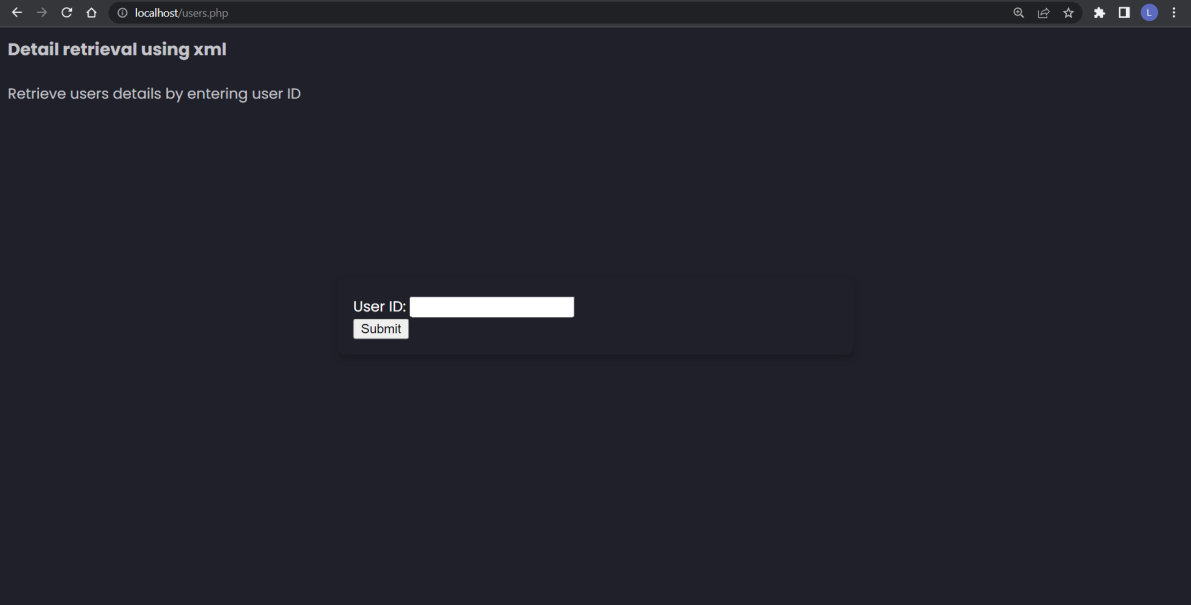 localhost/users.php
L
Detail retrieval using xml
Retrieve users details by entering user ID
User ID:
Submit